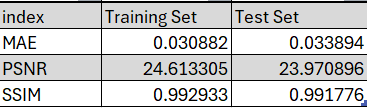 index Training Set Test Set
MAE 0.030882 0.033894
PSNR 24.613305 23.970896
SSIM 0.992933 0.991776